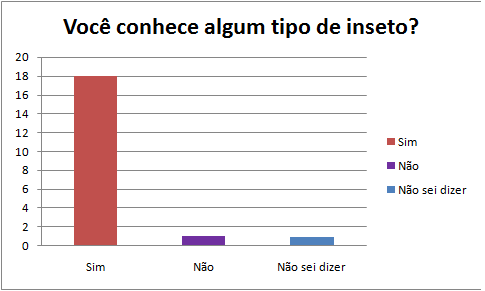 Você conhece algum tipo de inseto?
20
18
16
14
12
10
8
6
4
2
0
Sim
Não
Não sei dizer
Sim
Não
Não sei dizer